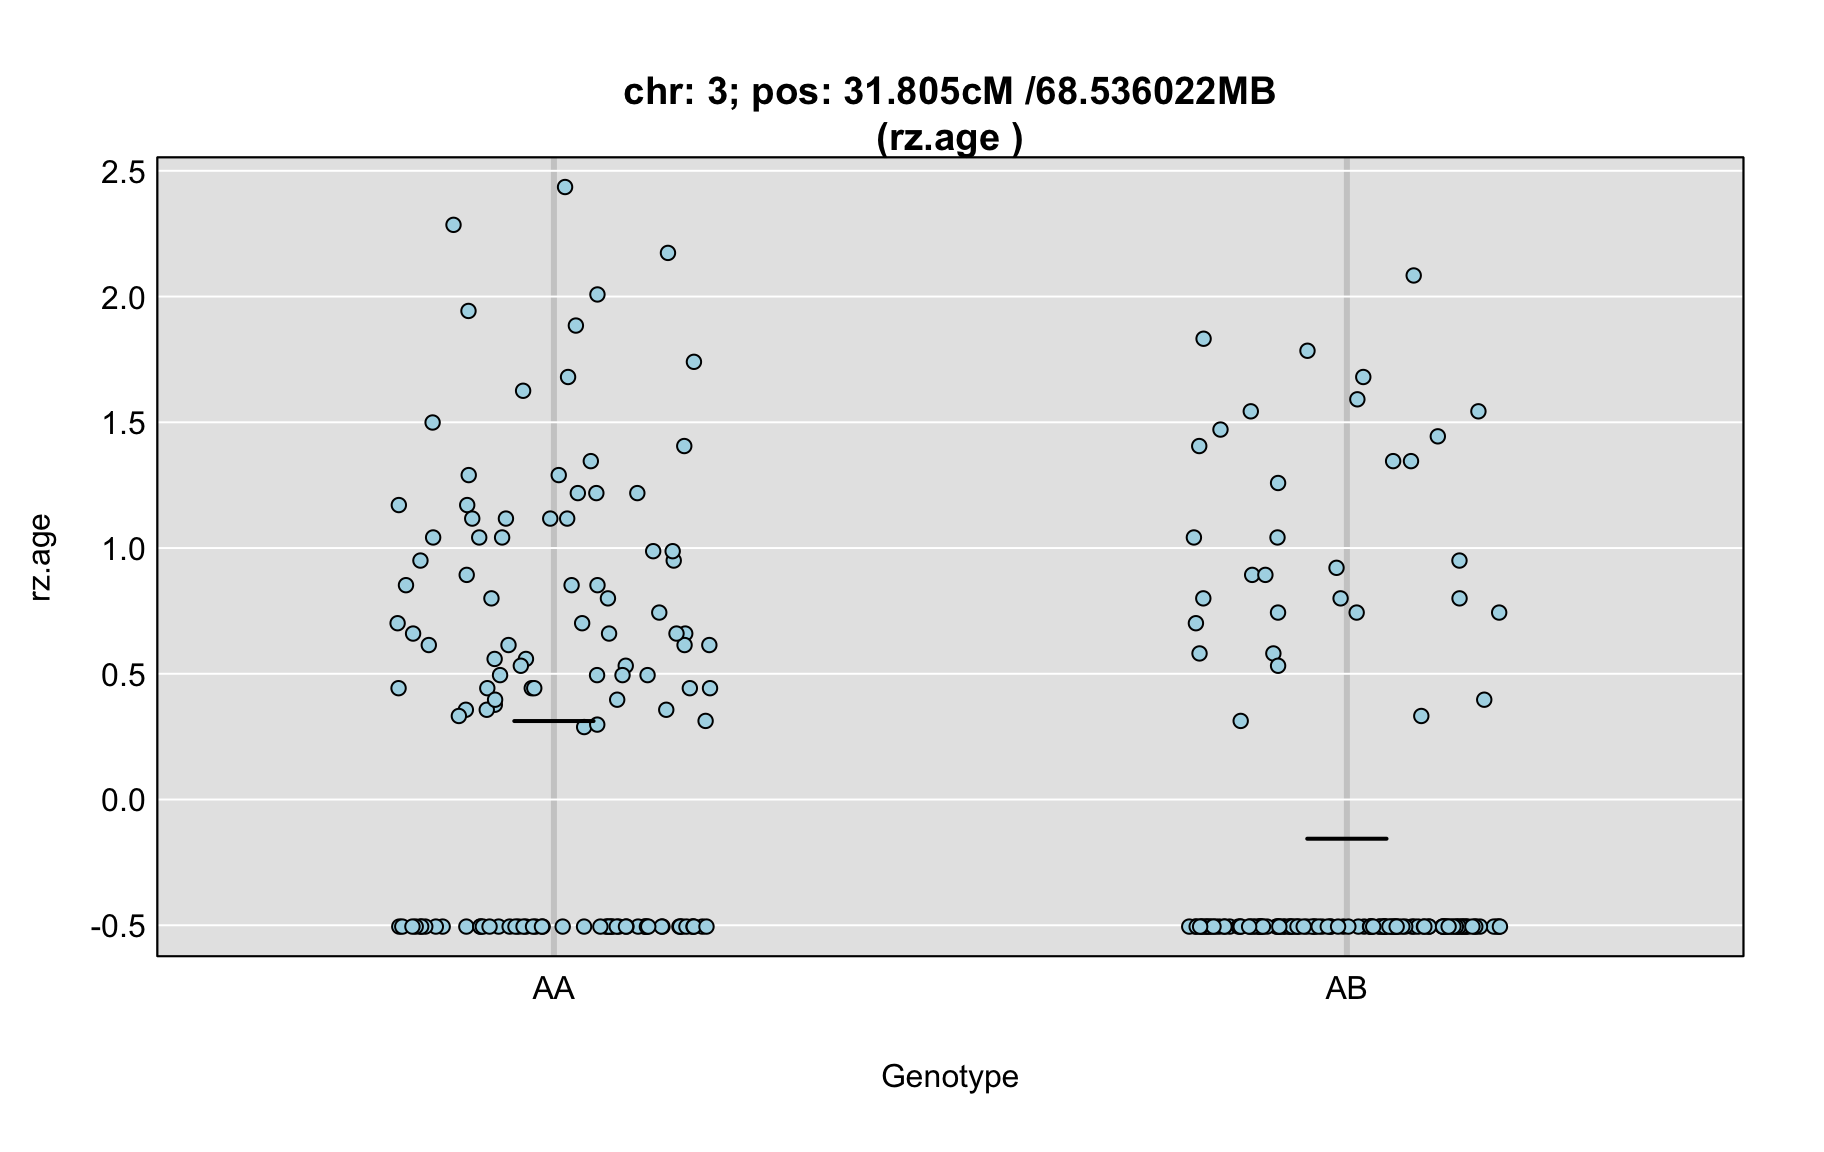 chr: 3; pos: 31.805cM /68.536022MB
(rz.age )
2.5
2.0
1.5
1.0
0.5
0.0
-0.5
rz.age
AA
AB
Genotype